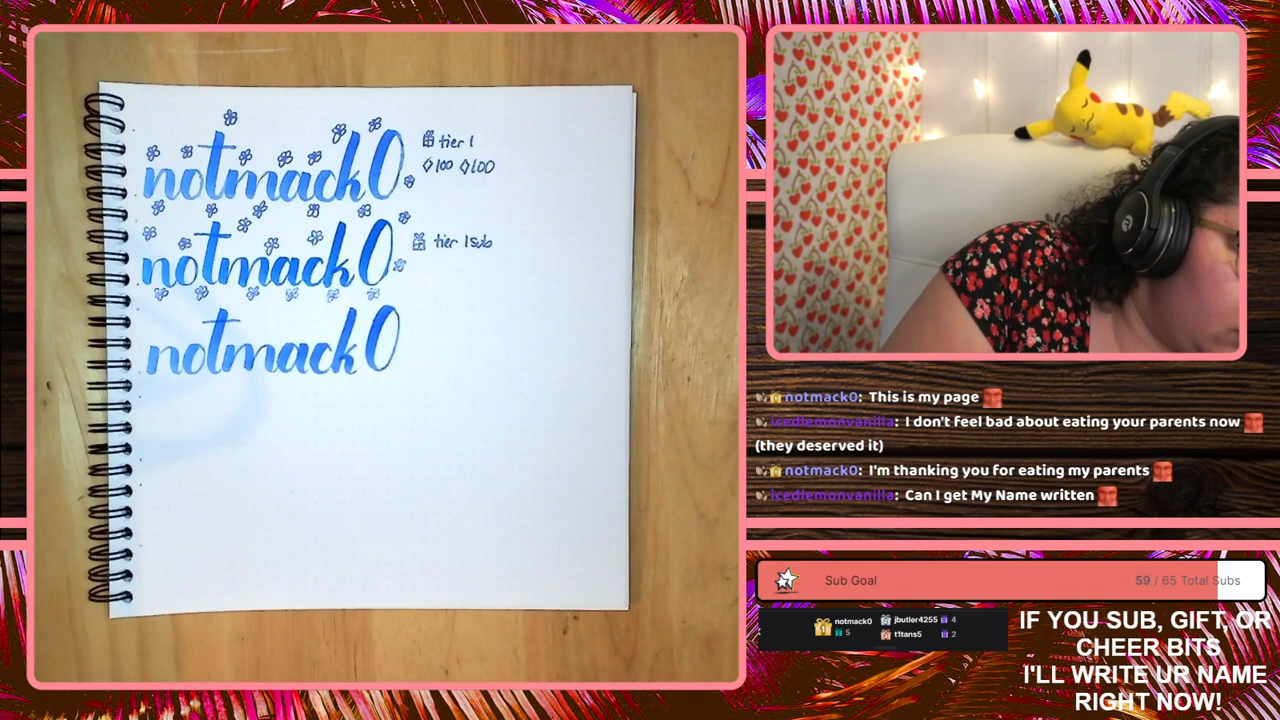 notmack0
tier 1
100 100
notmack0
tier 1 sub
notmack0
notmack0: This is my page
icedlemonvanilla: I don't feel bad about eating your parents now
(they deserved it)
notmack0: I'm thanking you for eating my parents
icedlemonvanilla: Can I get My Name written
Sub Goal
59 / 65 Total Subs
1 notmack0 5
jbutler4255 4
t1tans5 2
IF YOU SUB, GIFT, OR
CHEER BITS
I'LL WRITE UR NAME
RIGHT NOW!